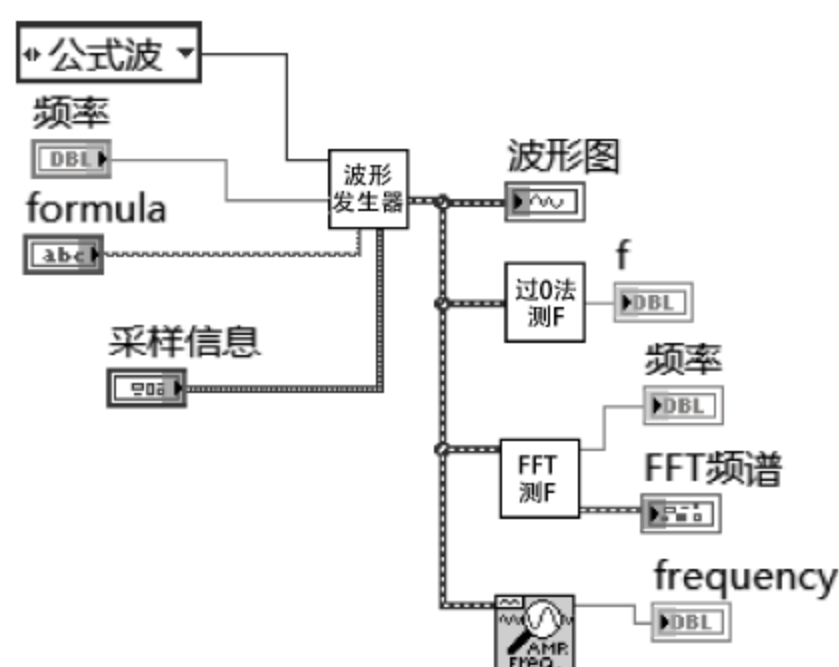 公式波
频率
DBL
formula
abc
采样信息
波形
发生器
波形图
过0法
测F
f
DBL
频率
DBL
FFT
测F
FFT频谱
frequency
DBL
AMP
Freq